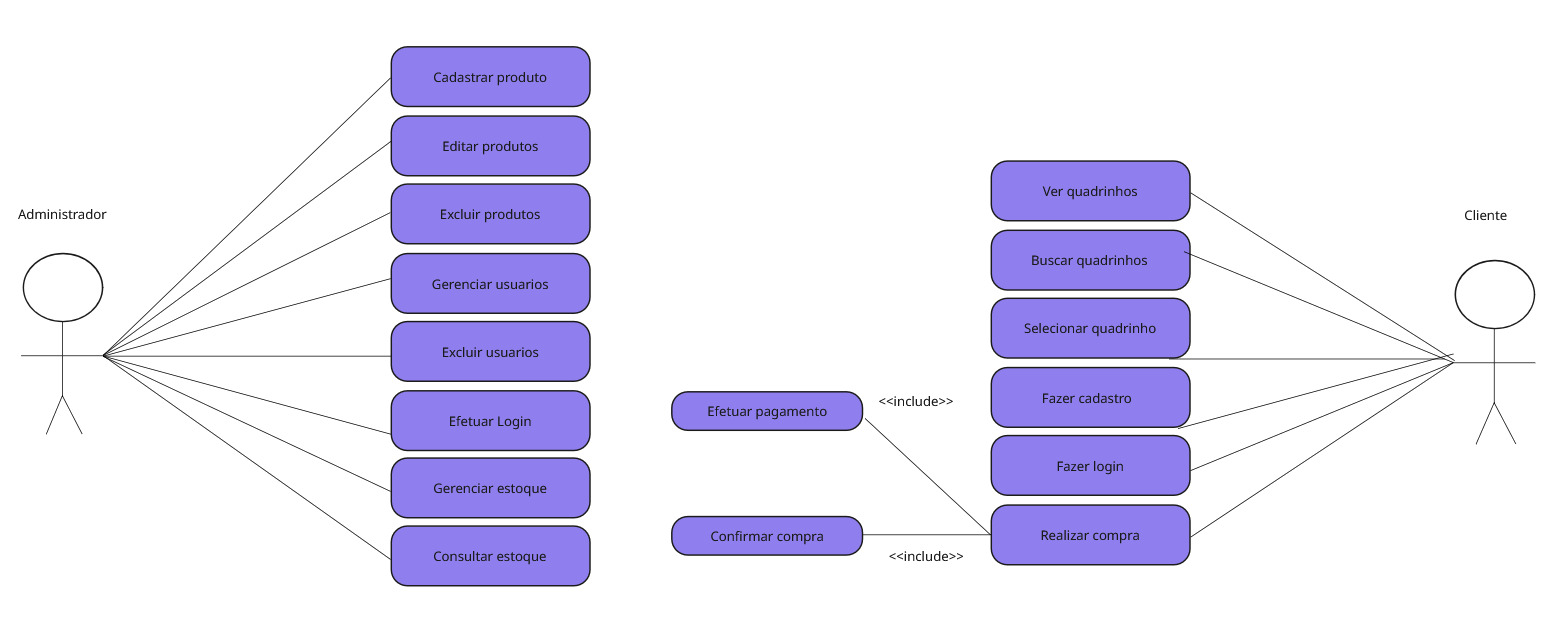 Administrador
Cadastrar produto
Editar produtos
Excluir produtos
Gerenciar usuarios
Excluir usuarios
Efetuar Login
Gerenciar estoque
Consultar estoque
Efetuar pagamento
<<include>>
Confirmar compra
<<include>>
Ver quadrinhos
Buscar quadrinhos
Selecionar quadrinho
Fazer cadastro
Fazer login
Realizar compra
Cliente